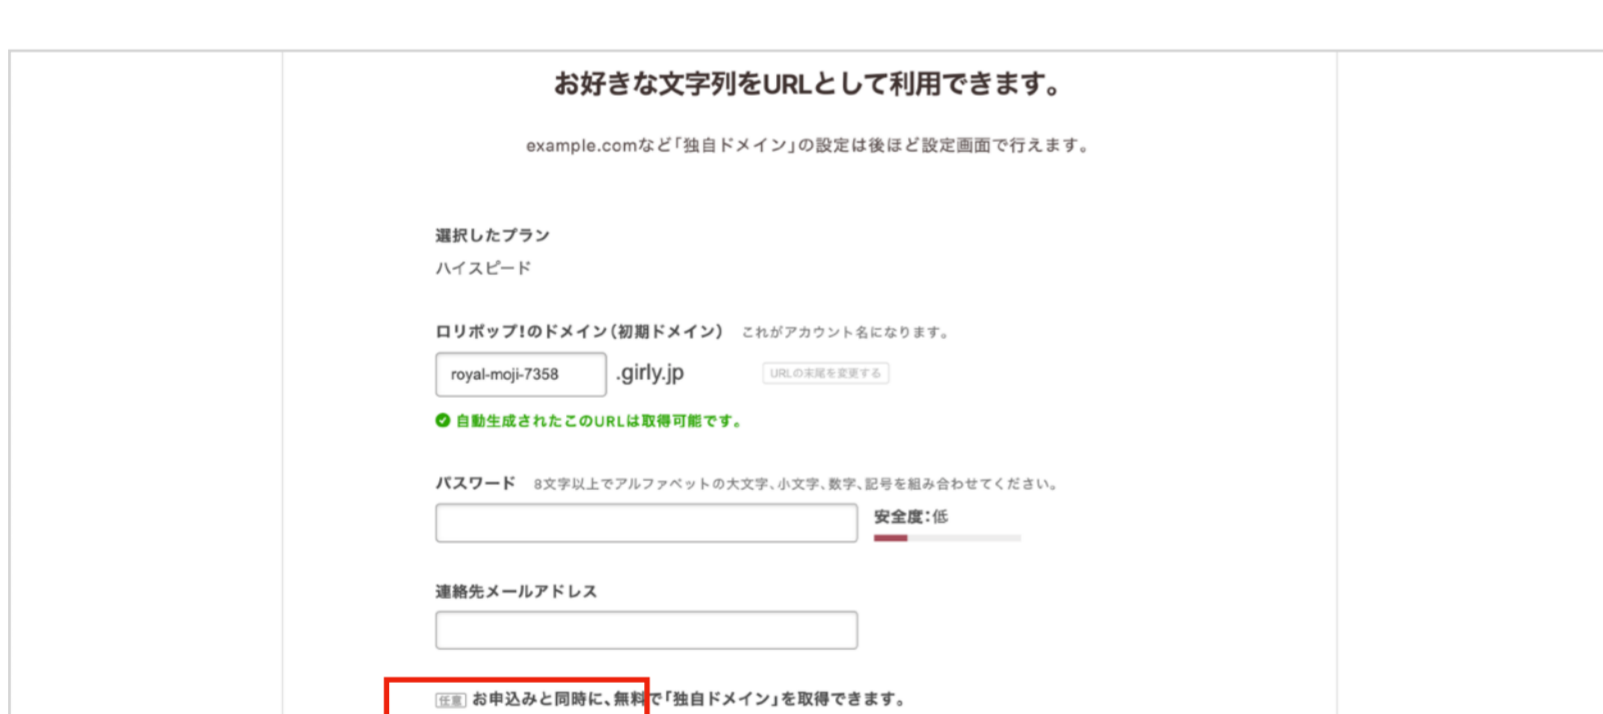 お好きな文字列をURLとして利用できます。
example.comなど「独自ドメイン」の設定は後ほど設定画面で行えます。
選択したプラン
ハイスピード
ロリポップ!のドメイン(初期ドメイン) これがアカウント名になります。
royal-moji-7358 .girly.jp URLの末尾を変更する
自動生成されたこのURLは取得可能です。
パスワード 8文字以上でアルファベットの大文字、小文字、数字、記号を組み合わせてください。
安全度:低
連絡先メールアドレス
任意 お申込みと同時に、無料で「独自ドメイン」を取得できます。